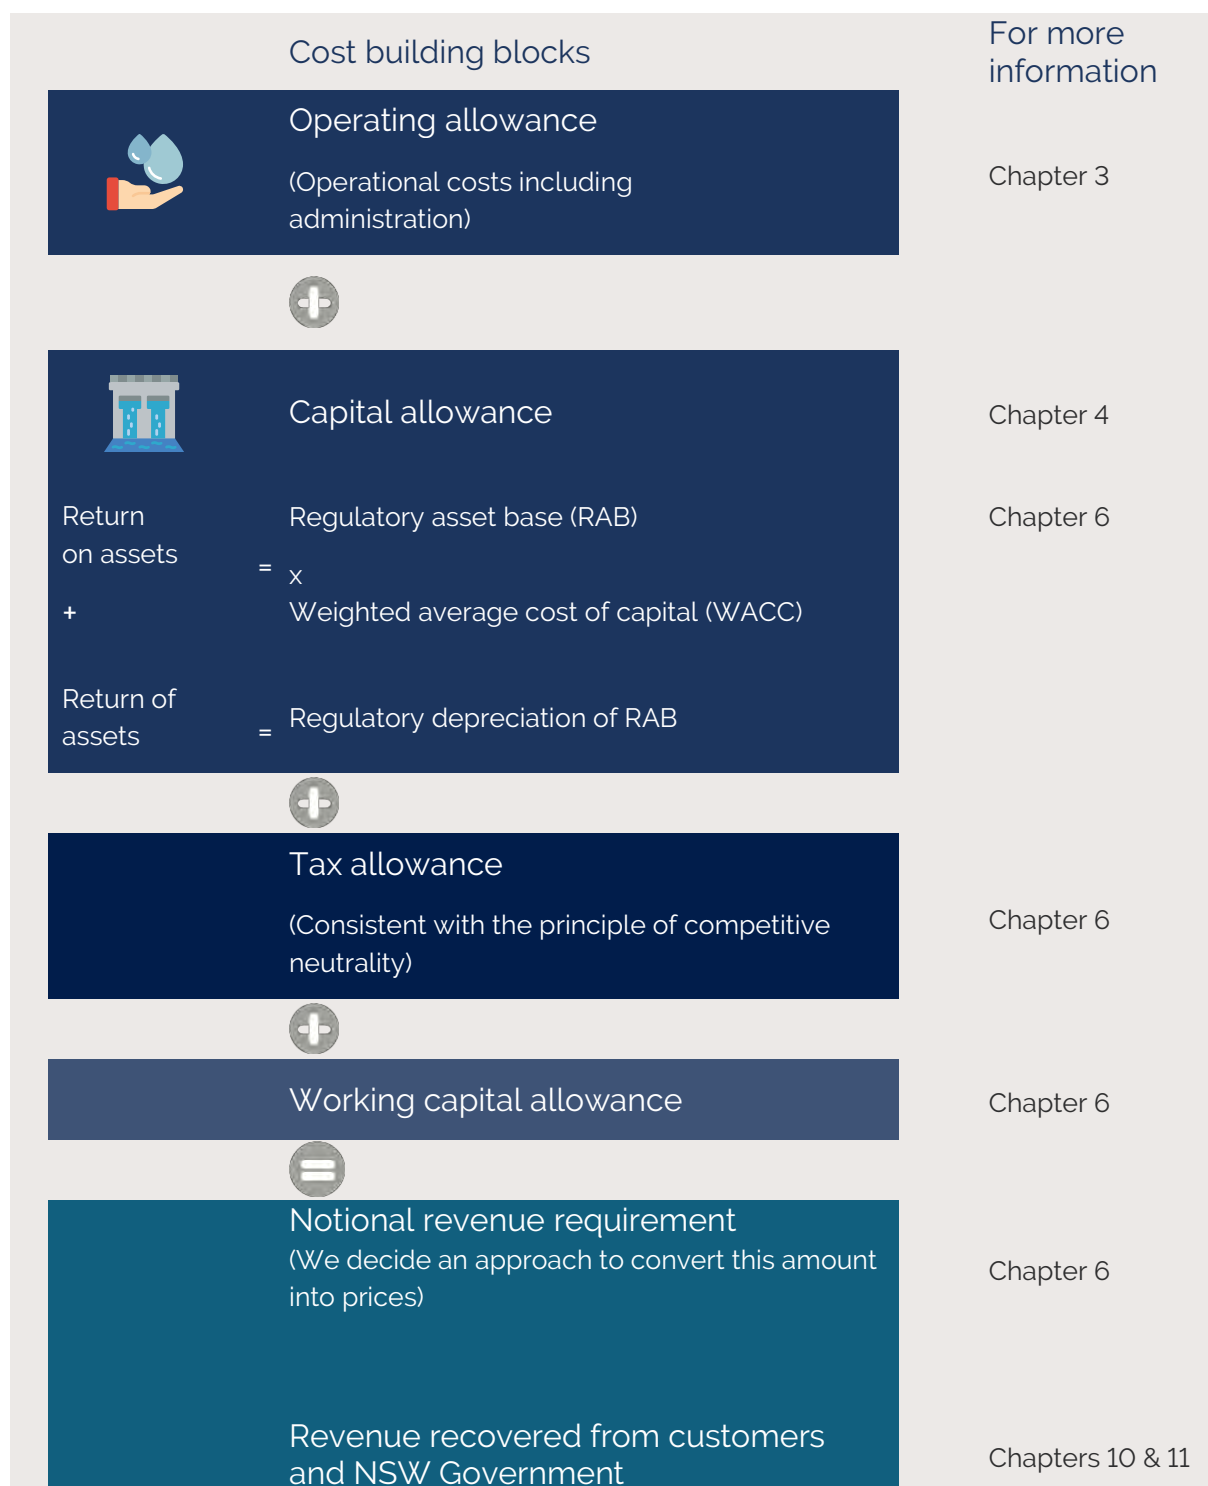 Cost building blocks
For more
information
Operating allowance
(Operational costs including
administration)
Chapter 3
Capital allowance
Chapter 4
Return
on assets
=
Regulatory asset base (RAB)
Chapter 6
x
+
Weighted average cost of capital (WACC)
Return of
assets
=
Regulatory depreciation of RAB
Tax allowance
(Consistent with the principle of competitive
neutrality)
Chapter 6
Working capital allowance
Chapter 6
Notional revenue requirement
(We decide an approach to convert this amount
into prices)
Chapter 6
Revenue recovered from customers
and NSW Government
Chapters 10 & 11